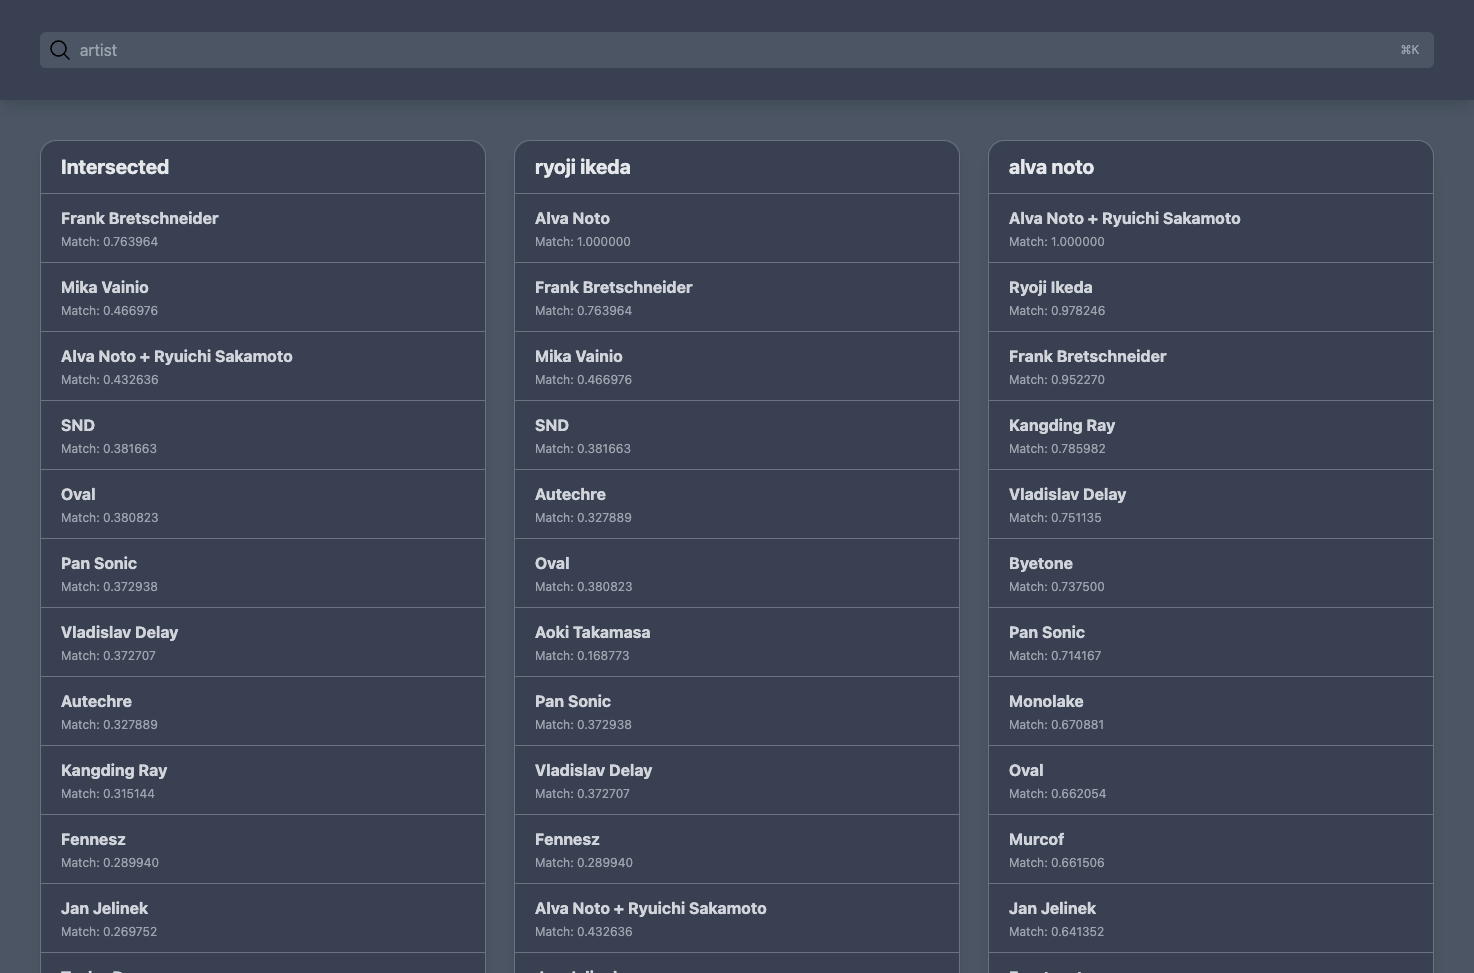 artist
⌘K
Intersected
Frank Bretschneider
Match: 0.763964
Mika Vainio
Match: 0.466976
Alva Noto + Ryuichi Sakamoto
Match: 0.432636
SND
Match: 0.381663
Oval
Match: 0.380823
Pan Sonic
Match: 0.372938
Vladislav Delay
Match: 0.372707
Autechre
Match: 0.327889
Kangding Ray
Match: 0.315144
Fennesz
Match: 0.289940
Jan Jelinek
Match: 0.269752
ryoji ikeda
Alva Noto
Match: 1.000000
Frank Bretschneider
Match: 0.763964
Mika Vainio
Match: 0.466976
SND
Match: 0.381663
Autechre
Match: 0.327889
Oval
Match: 0.380823
Aoki Takamasa
Match: 0.168773
Pan Sonic
Match: 0.372938
Vladislav Delay
Match: 0.372707
Fennesz
Match: 0.289940
Alva Noto + Ryuichi Sakamoto
Match: 0.432636
alva noto
Alva Noto + Ryuichi Sakamoto
Match: 1.000000
Ryoji Ikeda
Match: 0.978246
Frank Bretschneider
Match: 0.952270
Kangding Ray
Match: 0.785982
Vladislav Delay
Match: 0.751135
Byetone
Match: 0.737500
Pan Sonic
Match: 0.714167
Monolake
Match: 0.670881
Oval
Match: 0.662054
Murcof
Match: 0.661506
Jan Jelinek
Match: 0.641352